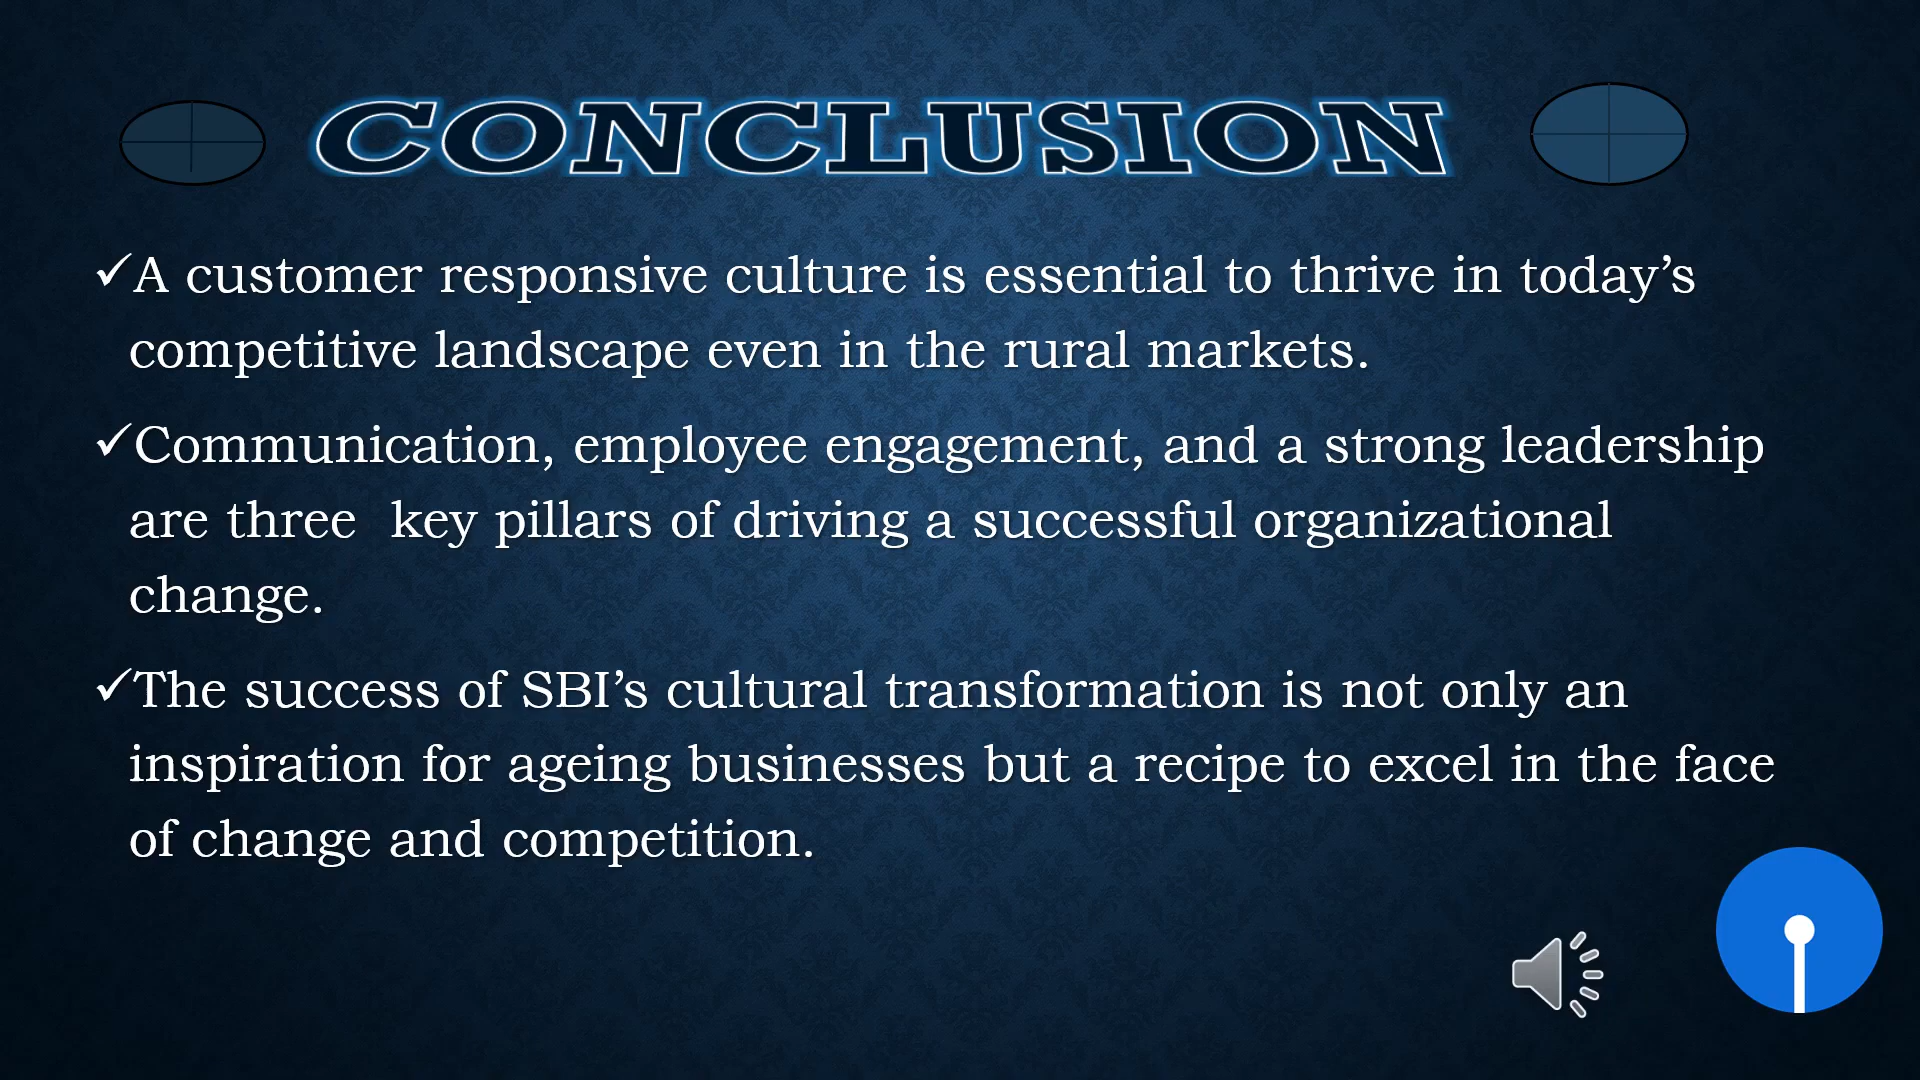 CONCLUSION
✓A customer responsive culture is essential to thrive in today’s
competitive landscape even in the rural markets.
✓Communication, employee engagement, and a strong leadership
are three  key pillars of driving a successful organizational
change.
✓The success of SBI’s cultural transformation is not only an
inspiration for ageing businesses but a recipe to excel in the face
of change and competition.